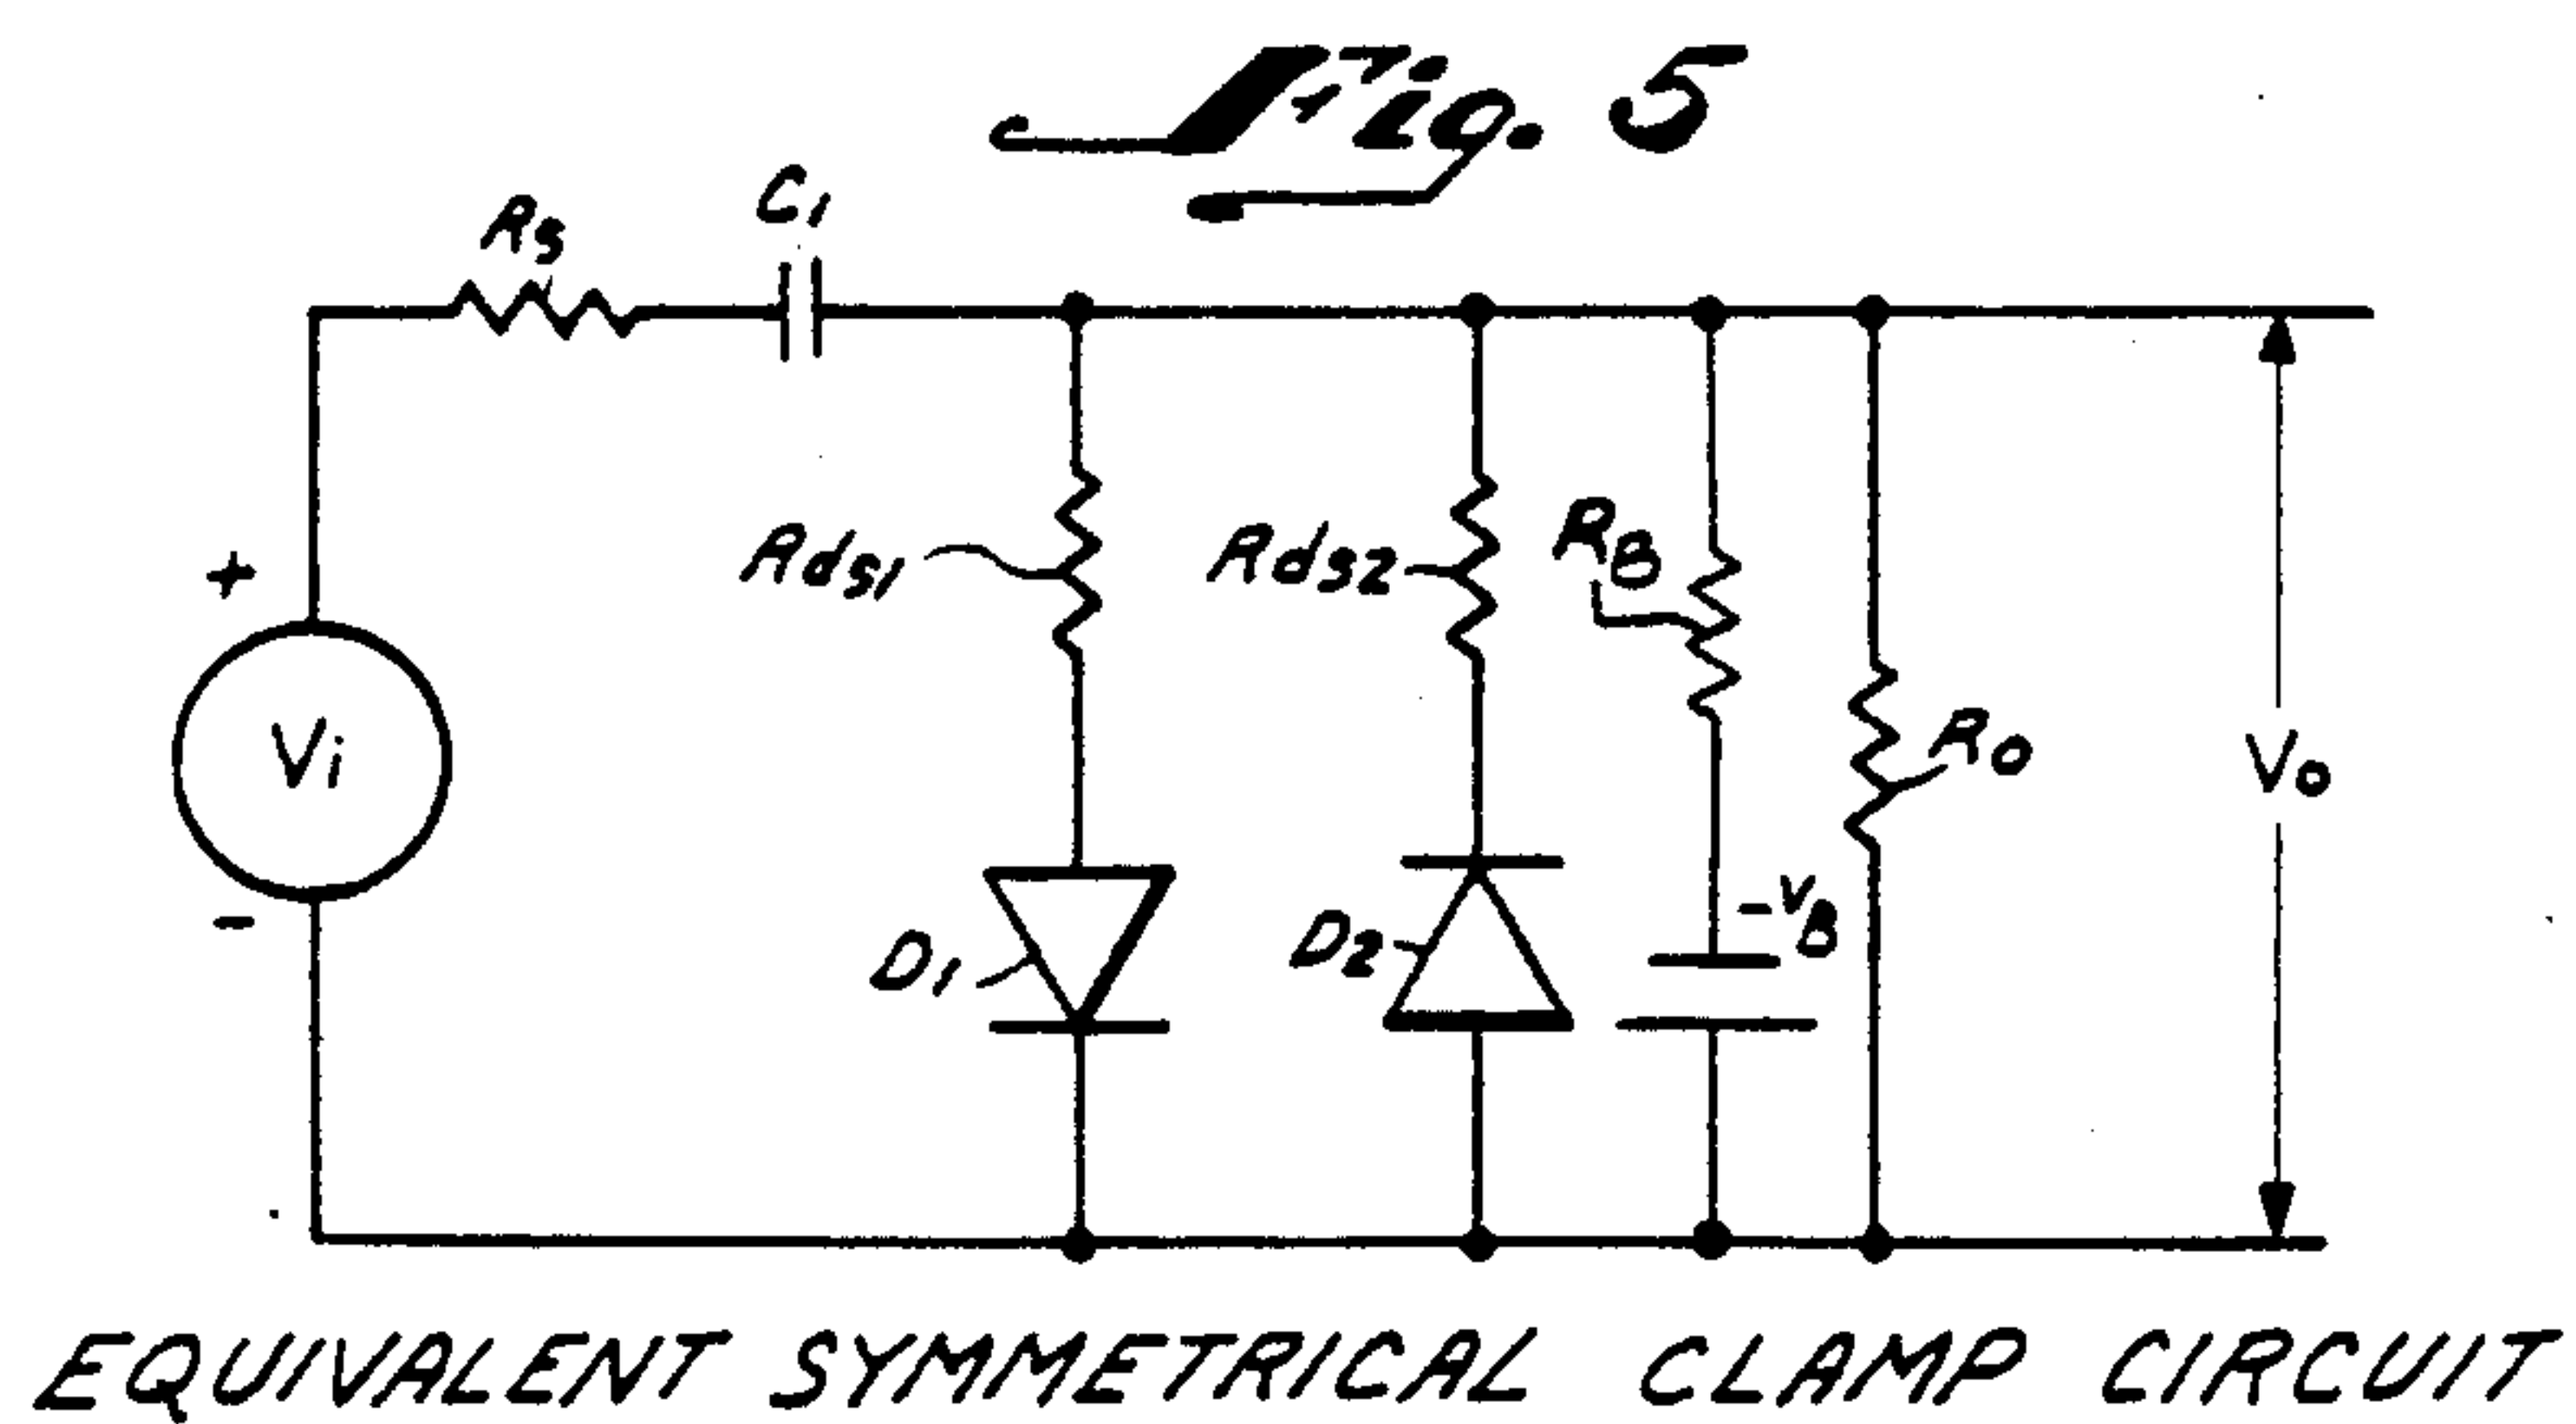 Fig. 5
Rs
C1
+
Rds1
Rds2
RB
Vi
Ro
Vo
-
D1
D2
-VB
EQUIVALENT SYMMETRICAL CLAMP CIRCUIT